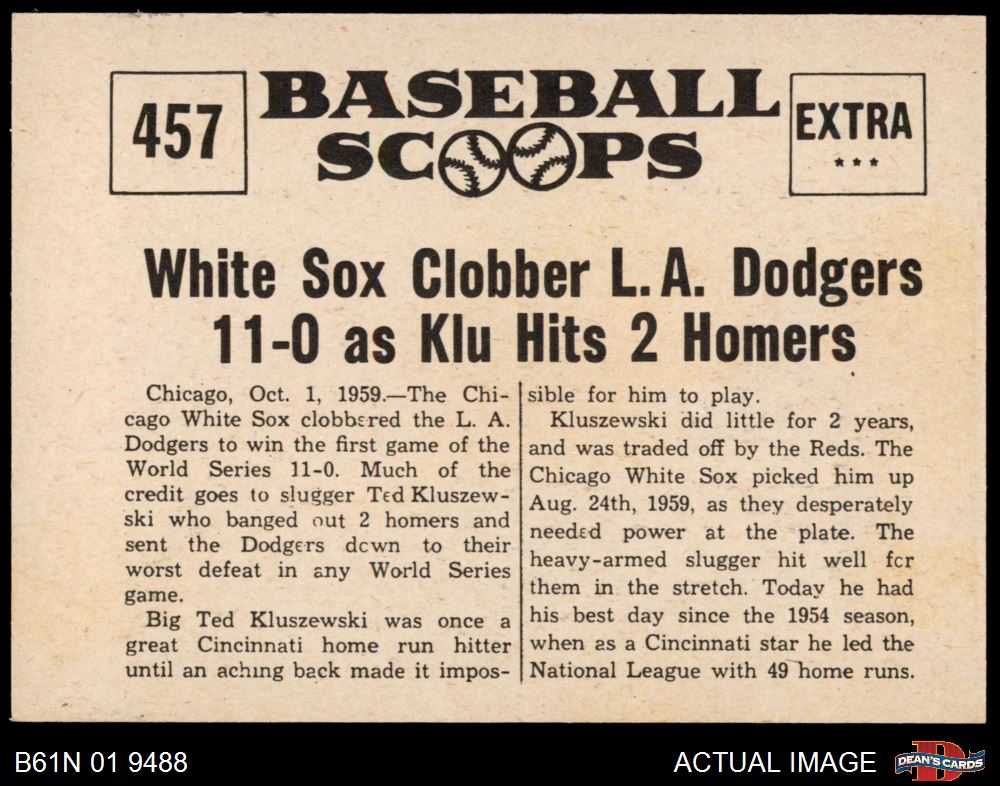 457
BASEBALL
SCOOPS
EXTRA
***
White Sox Clobber L.A. Dodgers
11-0 as Klu Hits 2 Homers
Chicago, Oct. 1, 1959.—The Chi-
cago White Sox clobbered the L. A.
Dodgers to win the first game of the
World Series 11-0. Much of the
credit goes to slugger Ted Kluszew-
ski who banged out 2 homers and
sent the Dodgers down to their
worst defeat in any World Series
game.
Big Ted Kluszewski was once a
great Cincinnati home run hitter
until an aching back made it impos-
sible for him to play.
Kluszewski did little for 2 years,
and was traded off by the Reds. The
Chicago White Sox picked him up
Aug. 24th, 1959, as they desperately
needed power at the plate. The
heavy-armed slugger hit well for
them in the stretch. Today he had
his best day since the 1954 season,
when as a Cincinnati star he led the
National League with 49 home runs.
B61N 01 9488
ACTUAL IMAGE
DEAN'S CARDS